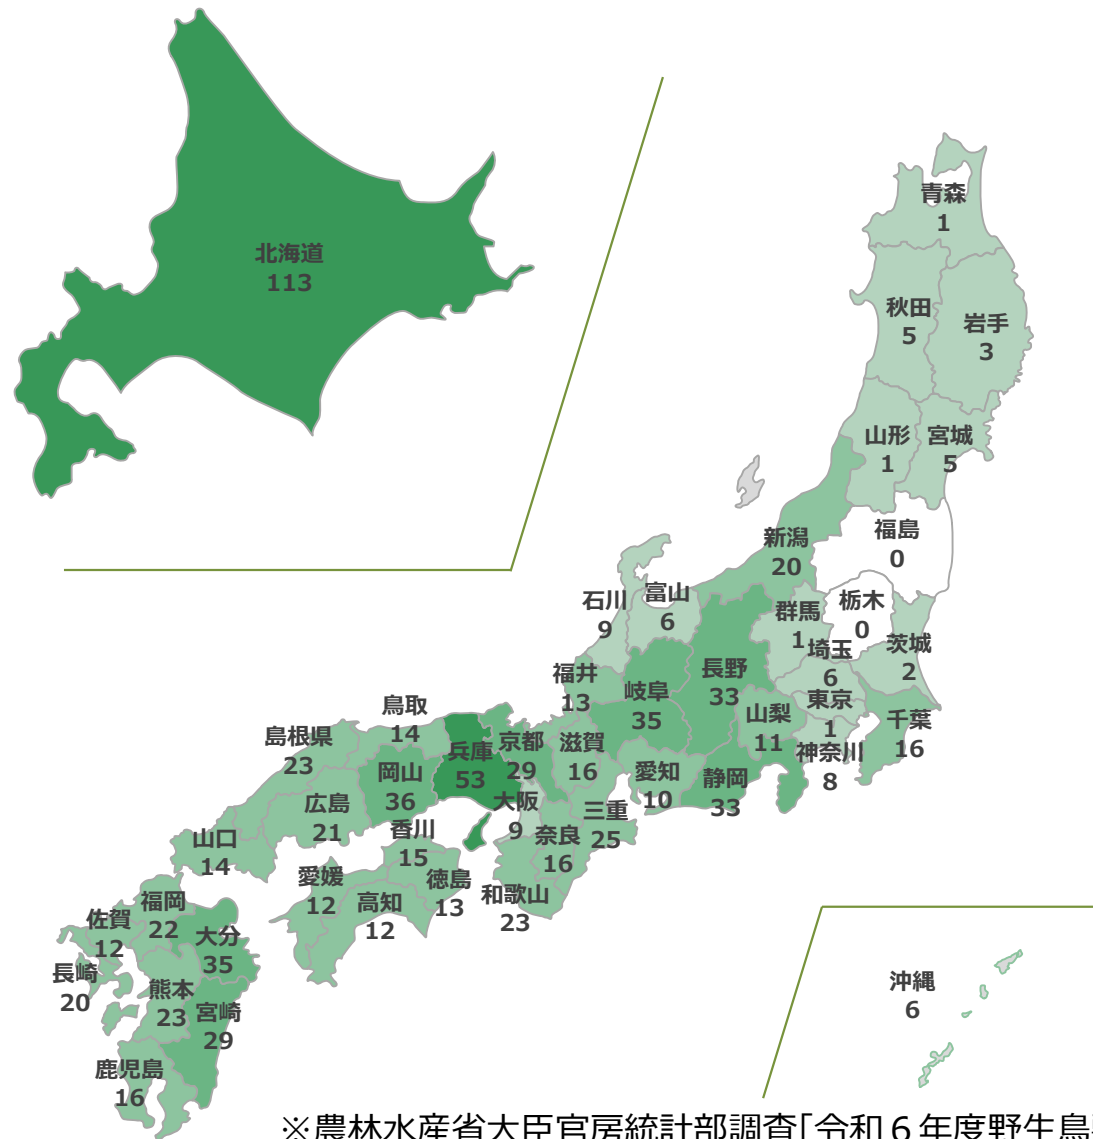 北海道
113
青森
1
秋田
5
岩手
3
山形
1
宮城
5
福島
0
新潟
20
栃木
0
群馬
1
茨城
2
埼玉
6
東京
1
千葉
16
神奈川
8
富山
6
石川
9
福井
13
長野
33
岐阜
35
山梨
11
静岡
33
愛知
10
滋賀
16
三重
25
京都
29
兵庫
53
大阪
9
奈良
16
和歌山
23
鳥取
14
島根県
23
岡山
36
広島
21
山口
14
香川
15
徳島
13
愛媛
12
高知
12
福岡
22
佐賀
12
大分
35
長崎
20
熊本
23
宮崎
29
鹿児島
16
沖縄
6
※農林水産省大臣官房統計部調査「令和６年度野生鳥